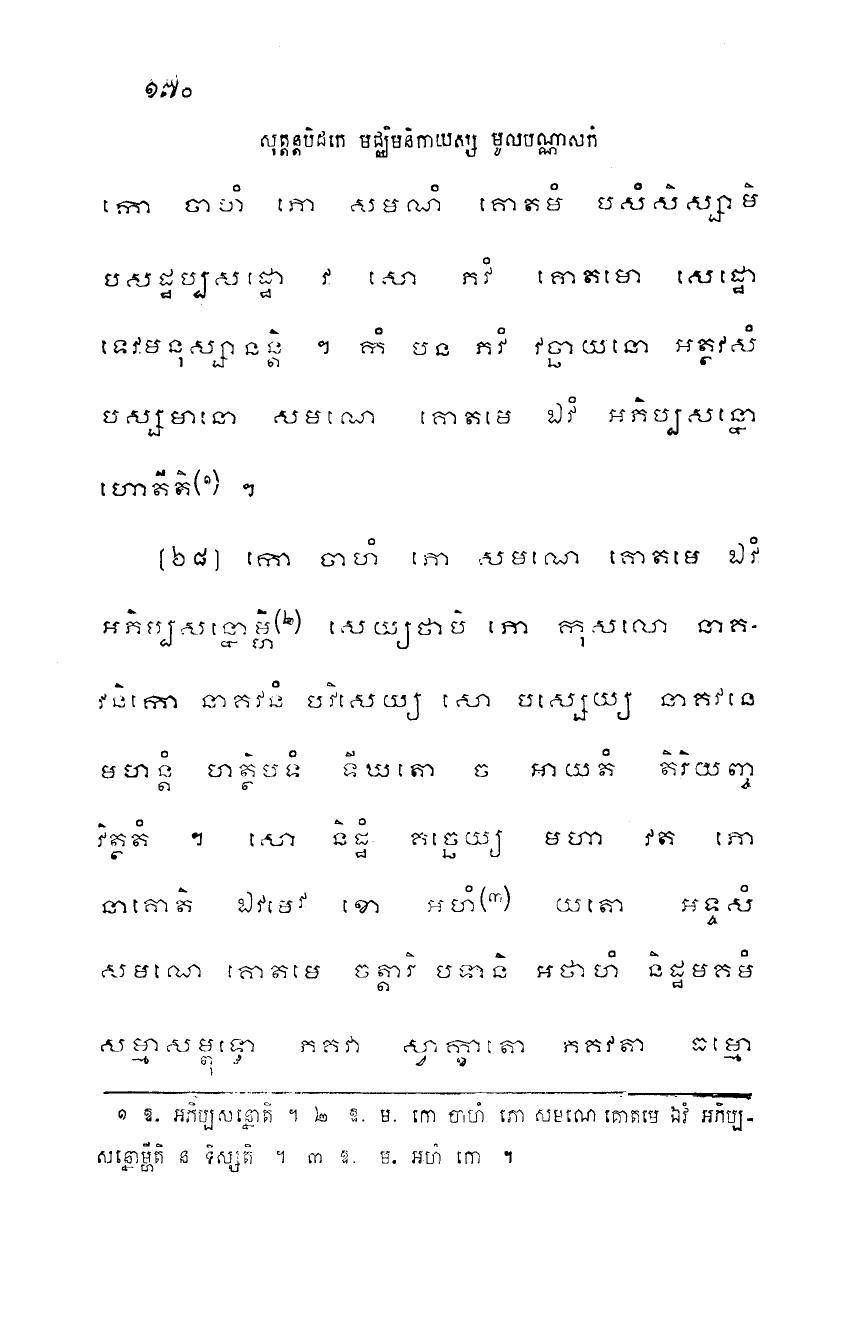 ១៧០
សុត្តន្តបិដកេ មជ្ឈិមនិកាយស្ស មូលបណ្ណាសកំ
កោ ចាហំ ភោ សមណំ គោតមំ បសំសិស្សាមិ
បសដ្ឋប្បសដ្ឋោ វ សោ ភវំ គោតមោ សេដ្ឋោ
ទេវមនុស្សានន្តិ ។ កំ បន ភវំ វច្ឆាយនោ អត្ថវសំ
បស្សមានោ សមណេ គោតមេ ឯវំ អភិប្បសន្នោ
ហោតីតិ(១) ។
[២៨] កោ ចាហំ ភោ សមណេ គោតមេ ឯវំ
អភិប្បសន្នោម្ហិ(២) សេយ្យថាបិ ភោ កុសលោ នាគ-
វនិកោ នាគវនំ បវិសេយ្យ សោ បស្សេយ្យ នាគវនេ
មហន្តំ ហត្ថិបទំ ទីឃតោ ច អាយតំ តិរិយញ្ច
វិត្ថតំ ។ សោ និដ្ឋំ គច្ឆេយ្យ មហា វត ភោ
នាគោតិ ឯវមេវ ខោ អហំ(៣) យតោ អទ្ទសំ
សមណេ គោតមេ ចត្តារិ បទានិ អថាហំ និដ្ឋមគមំ
សម្មាសម្ពុទ្ធោ ភគវា ស្វាក្ខាតោ ភគវតា ធម្មោ
១ ឱ. អភិប្បសន្នោតិ ។ ២ ឱ. ម. កោ ចាហំ ភោ សមណេ គោតមេ ឯវំ អភិប្ប-
សន្នោម្ហីតិ ន ទិស្សតិ ។ ៣ ឱ. ម. អហំ ភោ ។